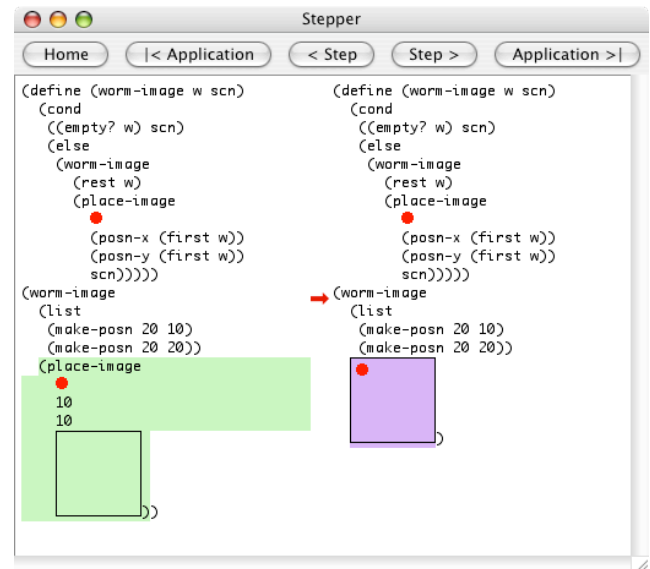 Stepper
Home
|< Application
< Step
Step >
Application >|
(define (worm-image w scn)
(cond
((empty? w) scn)
(else
(worm-image
(rest w)
(place-image
(posn-x (first w))
(posn-y (first w))
scn)))))
(worm-image
(list
(make-posn 20 10)
(make-posn 20 20))
(place-image
10
10
))
(define (worm-image w scn)
(cond
((empty? w) scn)
(else
(worm-image
(rest w)
(place-image
(posn-x (first w))
(posn-y (first w))
scn)))))
(worm-image
(list
(make-posn 20 10)
(make-posn 20 20))
)